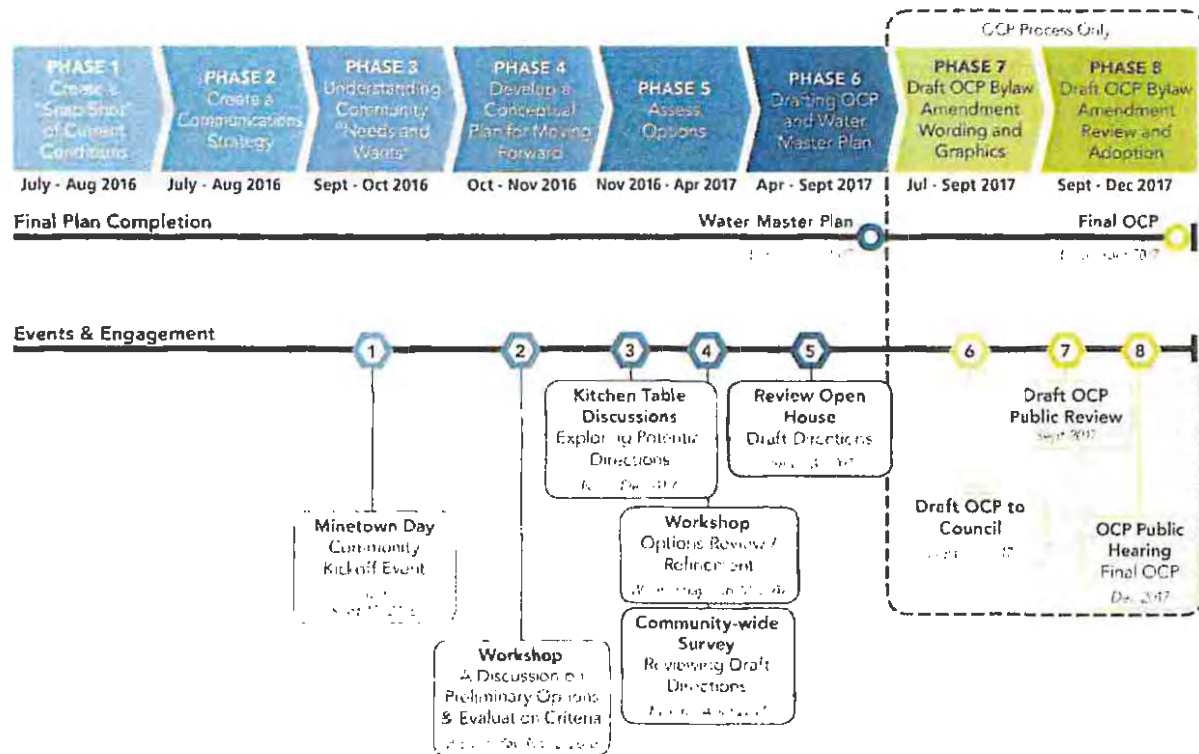 OCP Process Only
PHASE 1
Create a
"Snap Shot"
of Current
Conditions
PHASE 2
Create a
Communications
Strategy
PHASE 3
Understanding
Community
"Needs and
Wants"
PHASE 4
Develop a
Conceptual
Plan for Moving
Forward
PHASE 5
Assess
Options
PHASE 6
Drafting OCP
and Water
Master Plan
PHASE 7
Draft OCP Bylaw
Amendment
Wording and
Graphics
PHASE 8
Draft OCP Bylaw
Amendment
Review and
Adoption
July - Aug 2016
July - Aug 2016
Sept - Oct 2016
Oct - Nov 2016
Nov 2016 - Apr 2017
Apr - Sept 2017
Jul - Sept 2017
Sept - Dec 2017
Final Plan Completion
Water Master Plan
Final OCP
Events & Engagement
1
2
3
4
5
6
7
8
Minetown Day
Community
Kickoff Event
Workshop
A Discussion on
Preliminary Options
& Evaluation Criteria
Kitchen Table
Discussions
Exploring Potential
Directions
Workshop
Options Review /
Refinement
Community-wide
Survey
Reviewing Draft
Directions
Review Open
House
Draft Directions
Draft OCP to
Council
Draft OCP
Public Review
Sept 2017
OCP Public
Hearing
Final OCP
Dec 2017